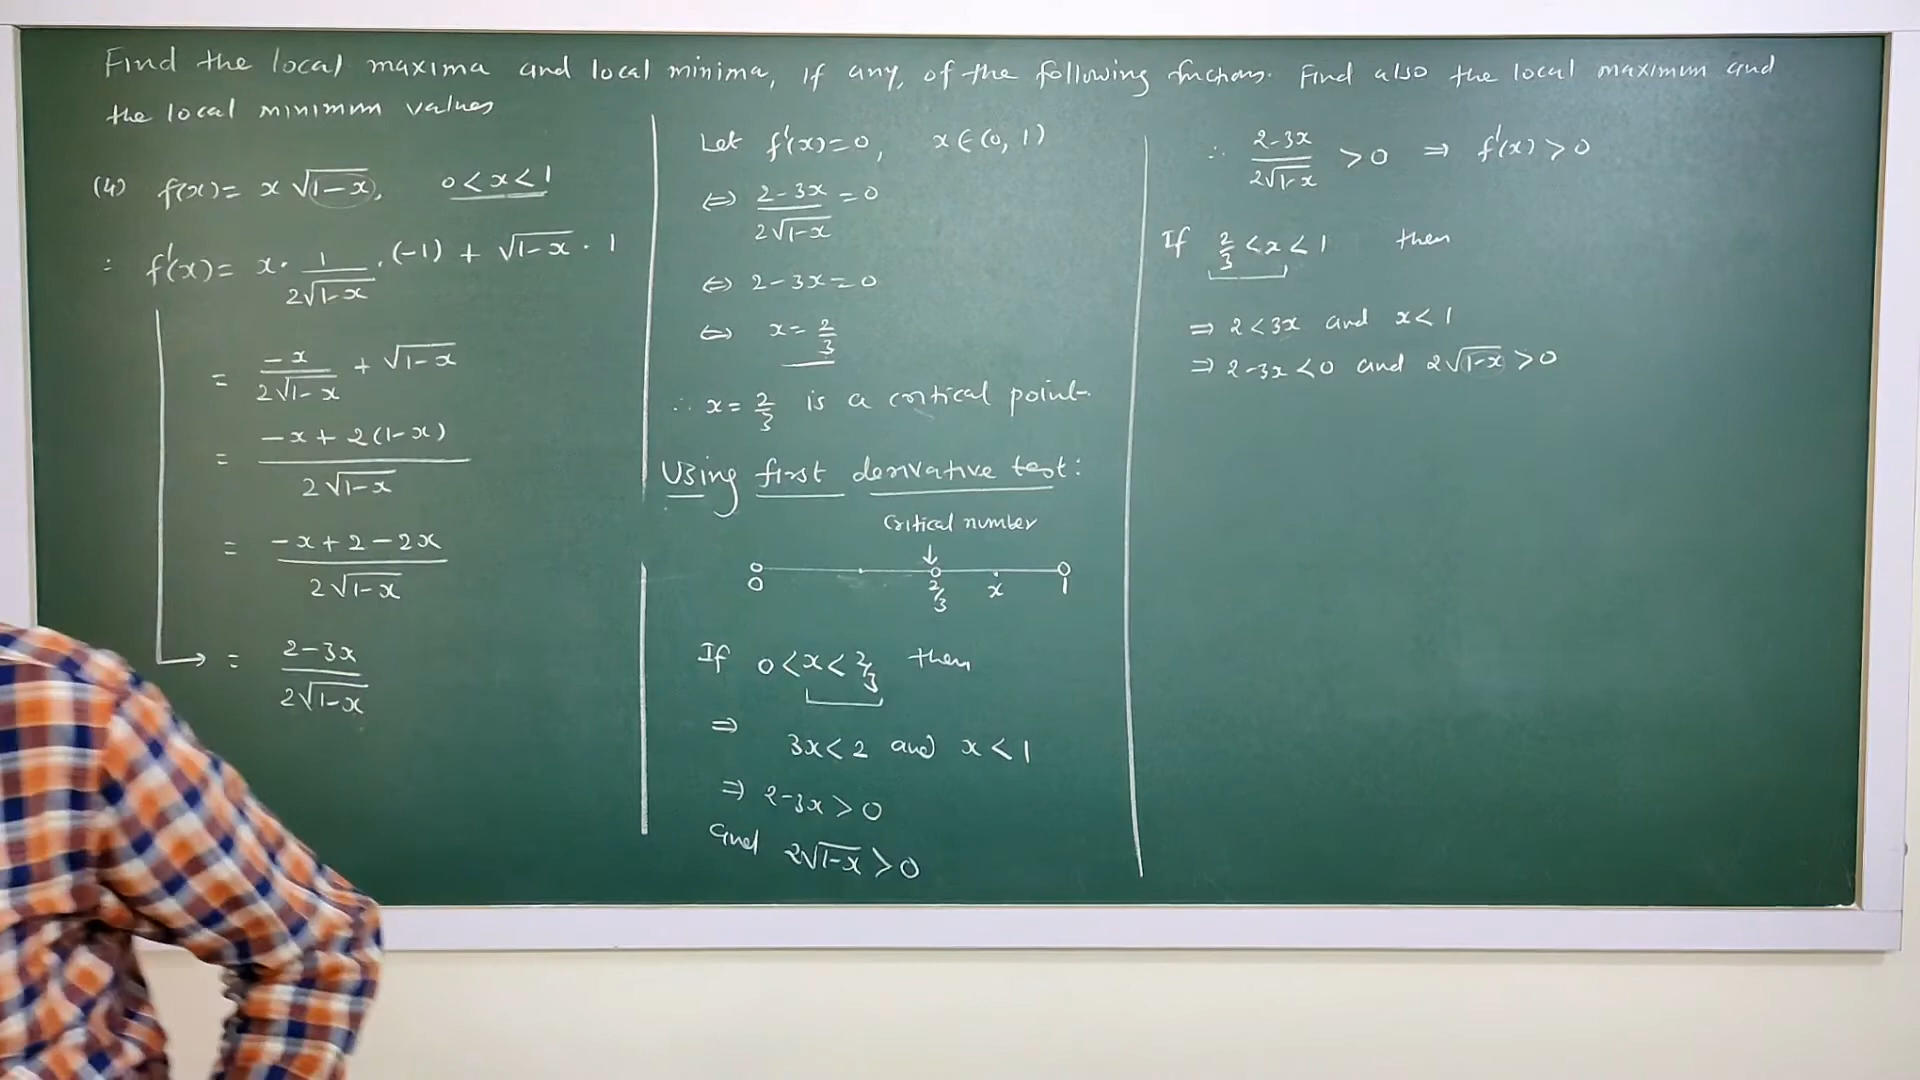 Find the local maxima and local minima, if any, of the following functions. Find also the local maximum and
the local minimum values
(4) f(x) = x √(1-x), 0 < x < 1
∴ f'(x) = x · 1/(2√(1-x)) · (-1) + √(1-x) · 1
= -x/(2√(1-x)) + √(1-x)
= (-x + 2(1-x))/(2√(1-x))
= (-x + 2 - 2x)/(2√(1-x))
→ = (2-3x)/(2√(1-x))
Let f'(x) = 0, x ∈ (0, 1)
⇔ (2-3x)/(2√(1-x)) = 0
⇔ 2-3x = 0
⇔ x = 2/3
∴ x = 2/3 is a critical point.
Using first derivative test:
Critical number
↓
0 2/3 x 1
If 0 < x < 2/3 then
⇒ 3x < 2 and x < 1
⇒ 2-3x > 0
and 2√(1-x) > 0
∴ (2-3x)/(2√(1-x)) > 0 ⇒ f'(x) > 0
If 2/3 < x < 1 then
⇒ 2 < 3x and x < 1
⇒ 2-3x < 0 and 2√(1-x) > 0